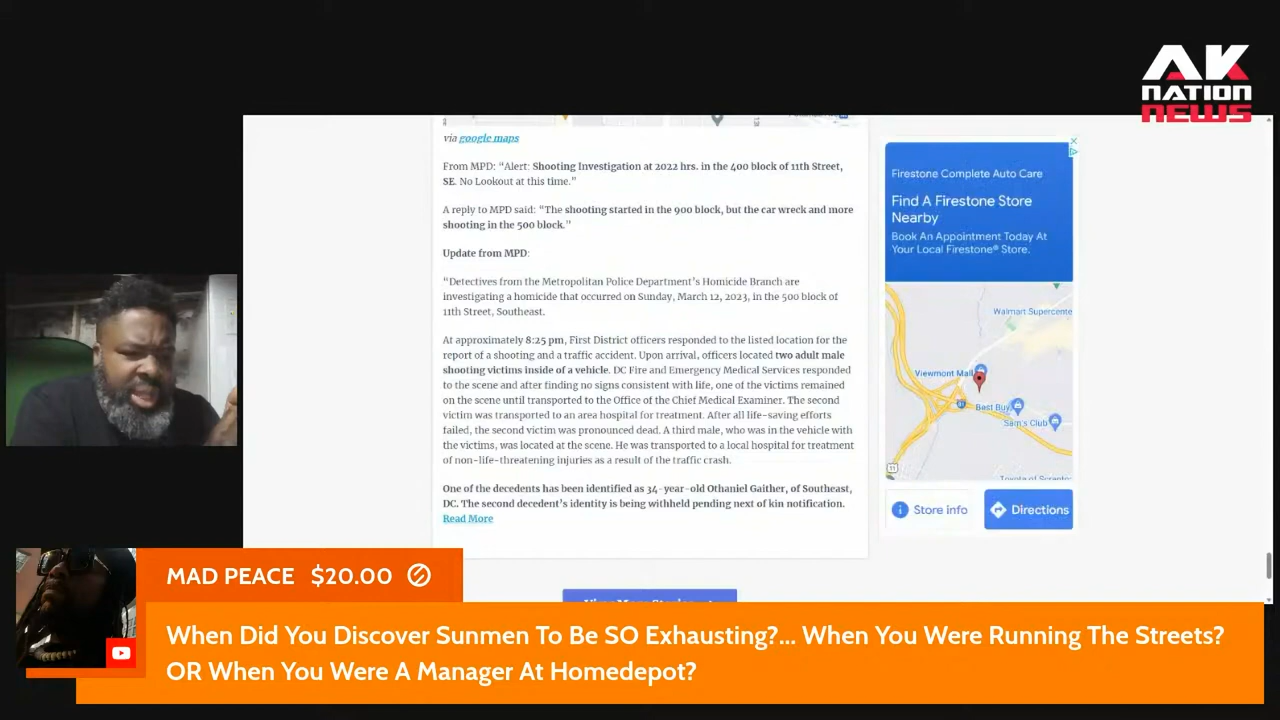 AK
NATION
NEWS
via google maps
From MPD: “Alert: Shooting Investigation at 2022 hrs. in the 400 block of 11th Street,
SE. No Lookout at this time.”
A reply to MPD said: “The shooting started in the 900 block, but the car wreck and more
shooting in the 500 block.”
Update from MPD:
“Detectives from the Metropolitan Police Department’s Homicide Branch are
investigating a homicide that occurred on Sunday, March 12, 2023, in the 500 block of
11th Street, Southeast.
At approximately 8:25 pm, First District officers responded to the listed location for the
report of a shooting and a traffic accident. Upon arrival, officers located two adult male
shooting victims inside of a vehicle. DC Fire and Emergency Medical Services responded
to the scene and after finding no signs consistent with life, one of the victims remained
on the scene until transported to the Office of the Chief Medical Examiner. The second
victim was transported to an area hospital for treatment. After all life-saving efforts
failed, the second victim was pronounced dead. A third male, who was in the vehicle with
the victims, was located at the scene. He was transported to a local hospital for treatment
of non-life-threatening injuries as a result of the traffic crash.
One of the decedents has been identified as 34-year-old Othaniel Gaither, of Southeast,
DC. The second decedent’s identity is being withheld pending next of kin notification.
Read More
Firestone Complete Auto Care
Find A Firestone Store
Nearby
Book An Appointment Today At
Your Local Firestone® Store.
Walmart Supercente
Viewmont Mall
81
Best Buy
Sam's Club
11
Toyota of Scranton
Store info
Directions
View More Stories
MAD PEACE $20.00
When Did You Discover Sunmen To Be SO Exhausting?... When You Were Running The Streets?
OR When You Were A Manager At Homedepot?